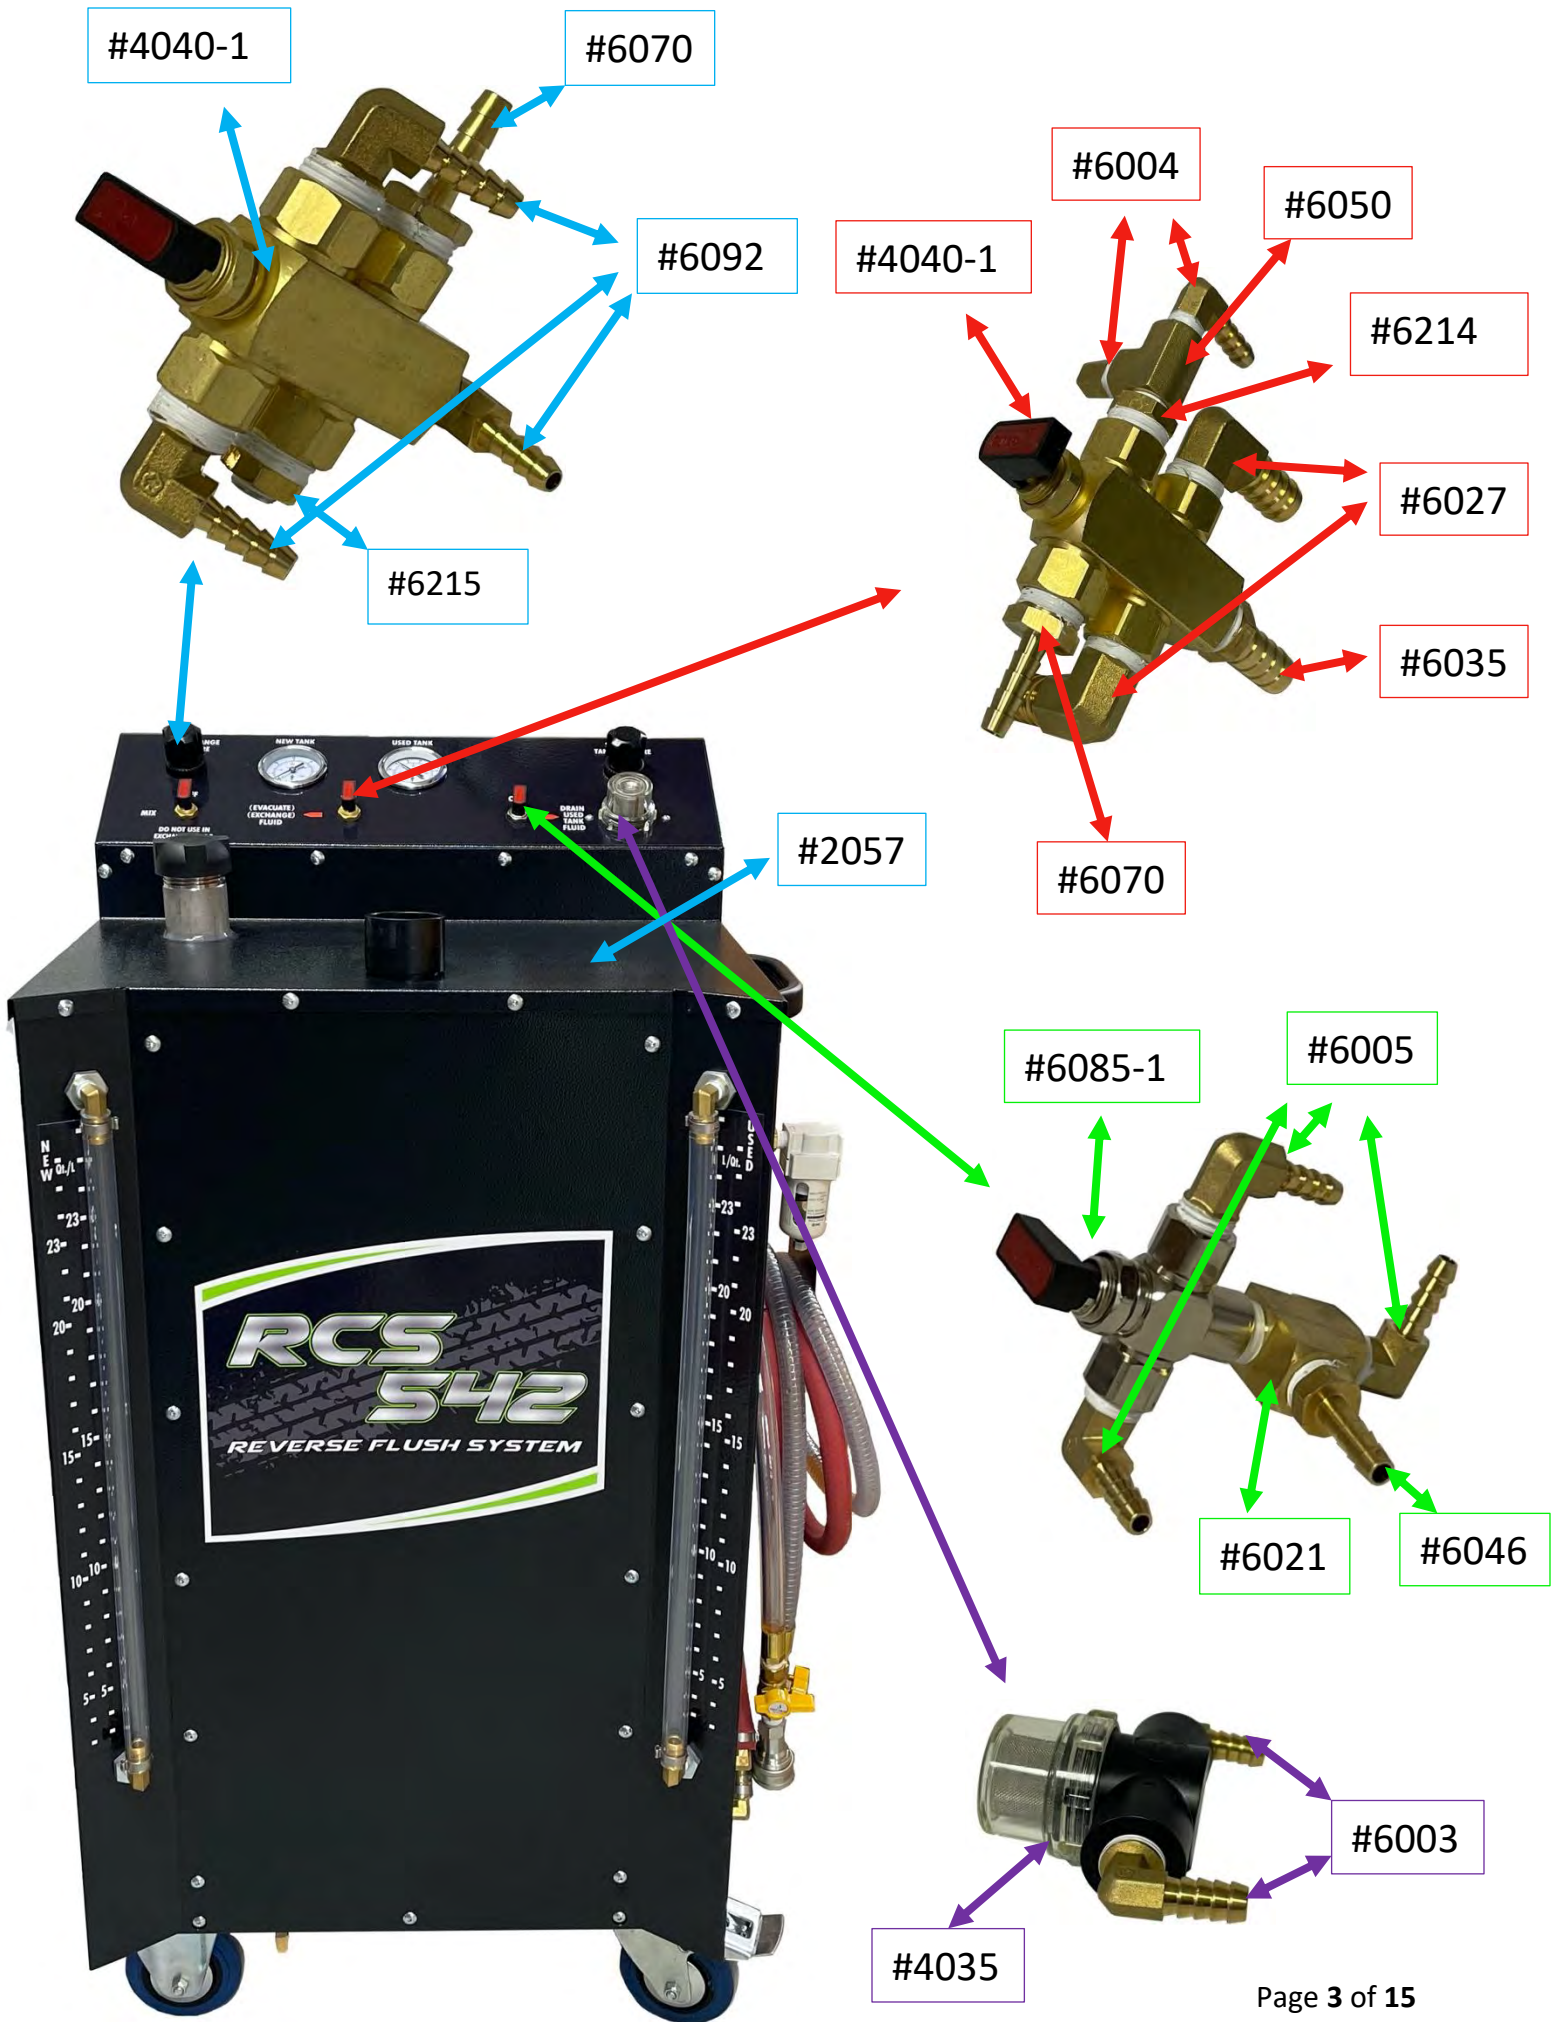 #4040-1
#6070
#6004
#6050
#6092
#4040-1
#6214
#6027
#6215
#6035
NEW TANK
USED TANK
MIX
(EVACUATE)
(EXCHANGE)
FLUID
DRAIN
USED
TANK
FLUID
DO NOT USE IN
#2057
#6070
#6085-1
#6005
NEW
Qt./L
USED
L/Qt.
23 23
20 20
15 15
10 10
5 5
23 23
20 20
15 15
10 10
5 5
RCS
542
REVERSE FLUSH SYSTEM
#6021
#6046
#6003
#4035
Page 3 of 15